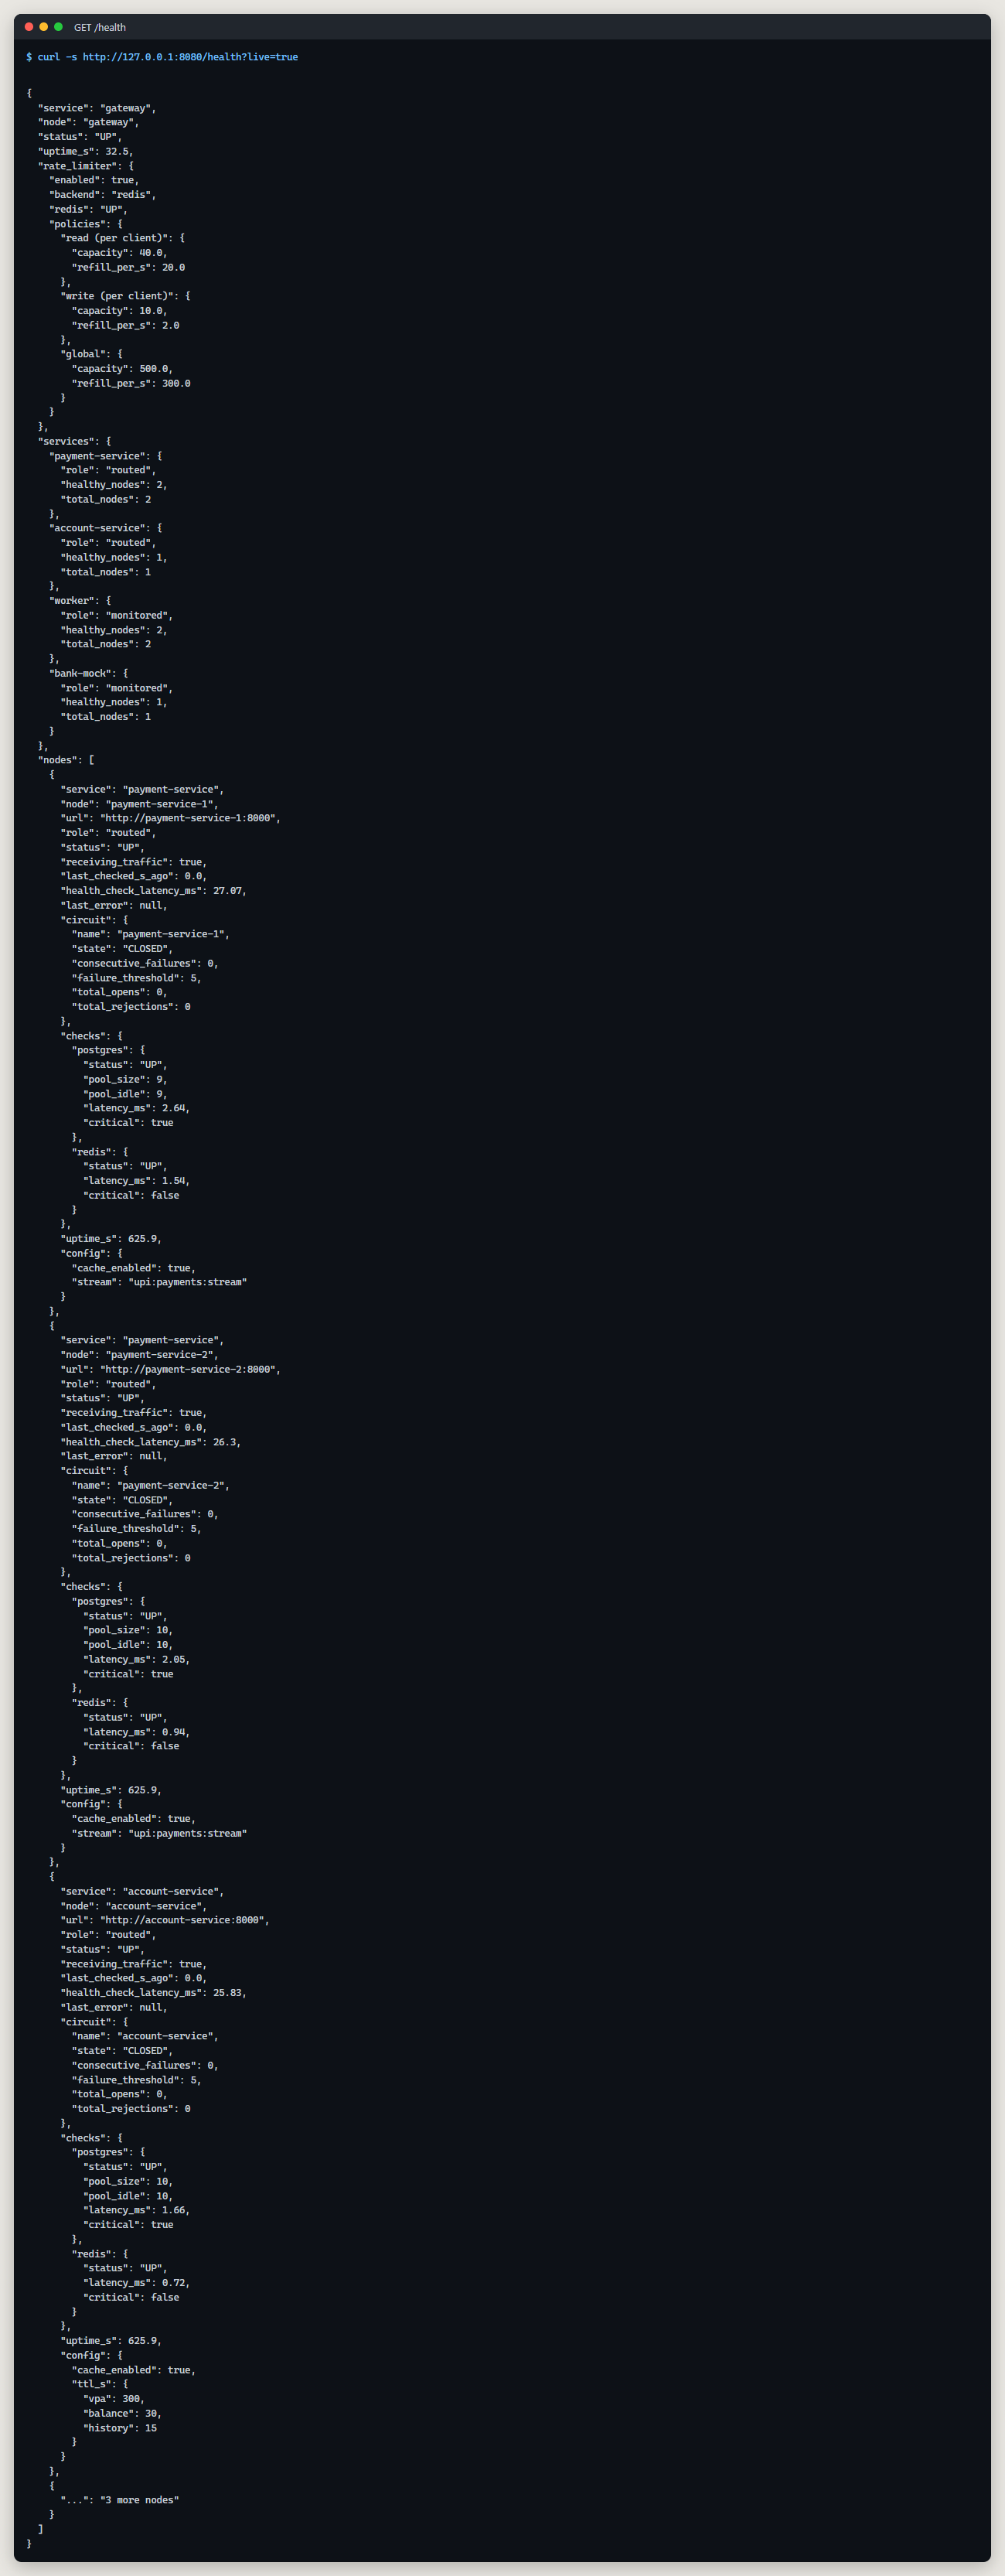 GET /health
$ curl -s http://127.0.0.1:8080/health?live=true
{
  "service": "gateway",
  "node": "gateway",
  "status": "UP",
  "uptime_s": 32.5,
  "rate_limiter": {
    "enabled": true,
    "backend": "redis",
    "redis": "UP",
    "policies": {
      "read (per client)": {
        "capacity": 40.0,
        "refill_per_s": 20.0
      },
      "write (per client)": {
        "capacity": 10.0,
        "refill_per_s": 2.0
      },
      "global": {
        "capacity": 500.0,
        "refill_per_s": 300.0
      }
    }
  },
  "services": {
    "payment-service": {
      "role": "routed",
      "healthy_nodes": 2,
      "total_nodes": 2
    },
    "account-service": {
      "role": "routed",
      "healthy_nodes": 1,
      "total_nodes": 1
    },
    "worker": {
      "role": "monitored",
      "healthy_nodes": 2,
      "total_nodes": 2
    },
    "bank-mock": {
      "role": "monitored",
      "healthy_nodes": 1,
      "total_nodes": 1
    }
  },
  "nodes": [
    {
      "service": "payment-service",
      "node": "payment-service-1",
      "url": "http://payment-service-1:8000",
      "role": "routed",
      "status": "UP",
      "receiving_traffic": true,
      "last_checked_s_ago": 0.0,
      "health_check_latency_ms": 27.07,
      "last_error": null,
      "circuit": {
        "name": "payment-service-1",
        "state": "CLOSED",
        "consecutive_failures": 0,
        "failure_threshold": 5,
        "total_opens": 0,
        "total_rejections": 0
      },
      "checks": {
        "postgres": {
          "status": "UP",
          "pool_size": 9,
          "pool_idle": 9,
          "latency_ms": 2.64,
          "critical": true
        },
        "redis": {
          "status": "UP",
          "latency_ms": 1.54,
          "critical": false
        }
      },
      "uptime_s": 625.9,
      "config": {
        "cache_enabled": true,
        "stream": "upi:payments:stream"
      }
    },
    {
      "service": "payment-service",
      "node": "payment-service-2",
      "url": "http://payment-service-2:8000",
      "role": "routed",
      "status": "UP",
      "receiving_traffic": true,
      "last_checked_s_ago": 0.0,
      "health_check_latency_ms": 26.3,
      "last_error": null,
      "circuit": {
        "name": "payment-service-2",
        "state": "CLOSED",
        "consecutive_failures": 0,
        "failure_threshold": 5,
        "total_opens": 0,
        "total_rejections": 0
      },
      "checks": {
        "postgres": {
          "status": "UP",
          "pool_size": 10,
          "pool_idle": 10,
          "latency_ms": 2.05,
          "critical": true
        },
        "redis": {
          "status": "UP",
          "latency_ms": 0.94,
          "critical": false
        }
      },
      "uptime_s": 625.9,
      "config": {
        "cache_enabled": true,
        "stream": "upi:payments:stream"
      }
    },
    {
      "service": "account-service",
      "node": "account-service",
      "url": "http://account-service:8000",
      "role": "routed",
      "status": "UP",
      "receiving_traffic": true,
      "last_checked_s_ago": 0.0,
      "health_check_latency_ms": 25.83,
      "last_error": null,
      "circuit": {
        "name": "account-service",
        "state": "CLOSED",
        "consecutive_failures": 0,
        "failure_threshold": 5,
        "total_opens": 0,
        "total_rejections": 0
      },
      "checks": {
        "postgres": {
          "status": "UP",
          "pool_size": 10,
          "pool_idle": 10,
          "latency_ms": 1.66,
          "critical": true
        },
        "redis": {
          "status": "UP",
          "latency_ms": 0.72,
          "critical": false
        }
      },
      "uptime_s": 625.9,
      "config": {
        "cache_enabled": true,
        "ttl_s": {
          "vpa": 300,
          "balance": 30,
          "history": 15
        }
      }
    },
    {
      "...": "3 more nodes"
    }
  ]
}